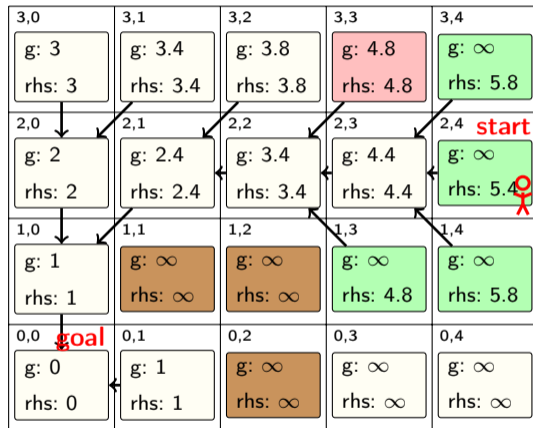 3,0 3,1 3,2 3,3 3,4
g: 3 g: 3.4 g: 3.8 g: 4.8 g: ∞
rhs: 3 rhs: 3.4 rhs: 3.8 rhs: 4.8 rhs: 5.8
2,0 2,1 2,2 2,3 2,4 start
g: 2 g: 2.4 g: 3.4 g: 4.4 g: ∞
rhs: 2 rhs: 2.4 rhs: 3.4 rhs: 4.4 rhs: 5.4
1,0 1,1 1,2 1,3 1,4
g: 1 g: ∞ g: ∞ g: ∞ g: ∞
rhs: 1 rhs: ∞ rhs: ∞ rhs: 4.8 rhs: 5.8
0,0 goal 0,1 0,2 0,3 0,4
g: 0 g: 1 g: ∞ g: ∞ g: ∞
rhs: 0 rhs: 1 rhs: ∞ rhs: ∞ rhs: ∞